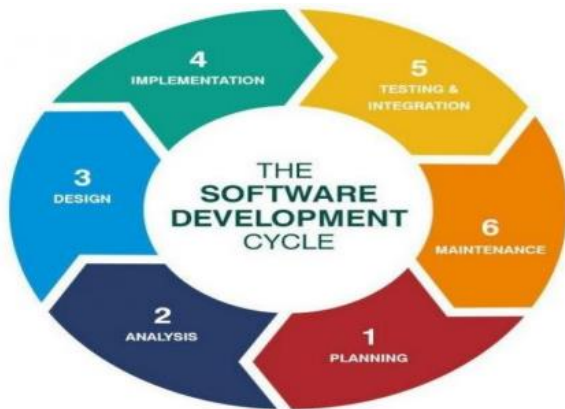 THE
SOFTWARE
DEVELOPMENT
CYCLE
1
PLANNING
2
ANALYSIS
3
DESIGN
4
IMPLEMENTATION
5
TESTING &
INTEGRATION
6
MAINTENANCE